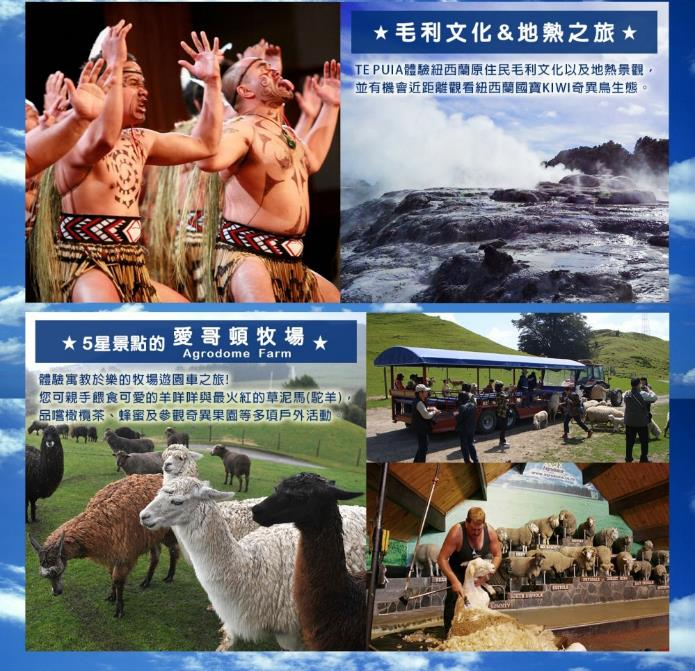 ★ 毛利文化&地熱之旅 ★
TE PUIA體驗紐西蘭原住民毛利文化以及地熱景觀，
並有機會近距離觀看紐西蘭國寶KIWI奇異鳥生態。
★ 5星景點的 愛哥頓牧場 ★
Agrodome Farm
體驗寓教於樂的牧場遊園車之旅!
您可親手餵食可愛的羊咩咩與最火紅的草泥馬(駝羊)，
品嚐橄欖茶、蜂蜜及參觀奇異果園等多項戶外活動